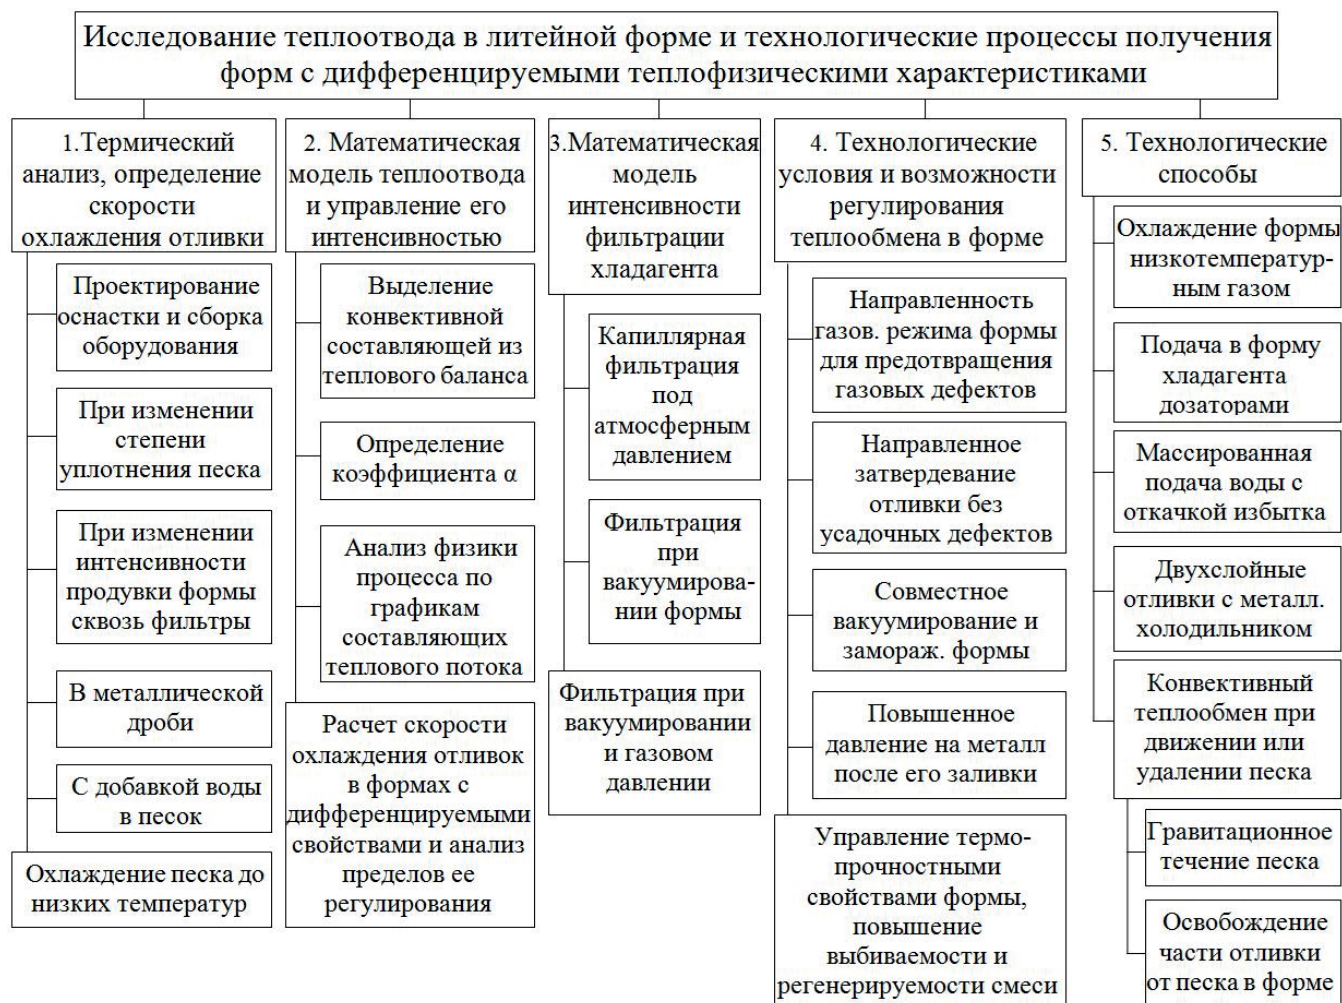 Исследование теплоотвода в литейной форме и технологические процессы получения
форм с дифференцируемыми теплофизическими характеристиками
1.Термический
анализ, определение
скорости
охлаждения отливки
Проектирование
оснастки и сборка
оборудования
При изменении
степени
уплотнения песка
При изменении
интенсивности
продувки формы
сквозь фильтры
В металлической
дроби
С добавкой воды
в песок
Охлаждение песка до
низких температур
2. Математическая
модель теплоотвода
и управление его
интенсивностью
Выделение
конвективной
составляющей из
теплового баланса
Определение
коэффициента α
Анализ физики
процесса по
графикам
составляющих
теплового потока
Расчет скорости
охлаждения отливок
в формах с
дифференцируемыми
свойствами и анализ
пределов ее
регулирования
3.Математическая
модель
интенсивности
фильтрации
хладагента
Капиллярная
фильтрация
под
атмосферным
давлением
Фильтрация
при
вакуумирова-
нии формы
Фильтрация при
вакуумировании
и газовом
давлении
4. Технологические
условия и возможности
регулирования
теплообмена в форме
Направленность
газов. режима формы
для предотвращения
газовых дефектов
Направленное
затвердевание
отливки без
усадочных дефектов
Совместное
вакуумирование и
замораж. формы
Повышенное
давление на металл
после его заливки
Управление термо-
прочностными
свойствами формы,
повышение
выбиваемости и
регенерируемости смеси
5. Технологические
способы
Охлаждение формы
низкотемператур-
ным газом
Подача в форму
хладагента
дозаторами
Массированная
подача воды с
откачкой избытка
Двухслойные
отливки с металл.
холодильником
Конвективный
теплообмен при
движении или
удалении песка
Гравитационное
течение песка
Освобождение
части отливки
от песка в форме